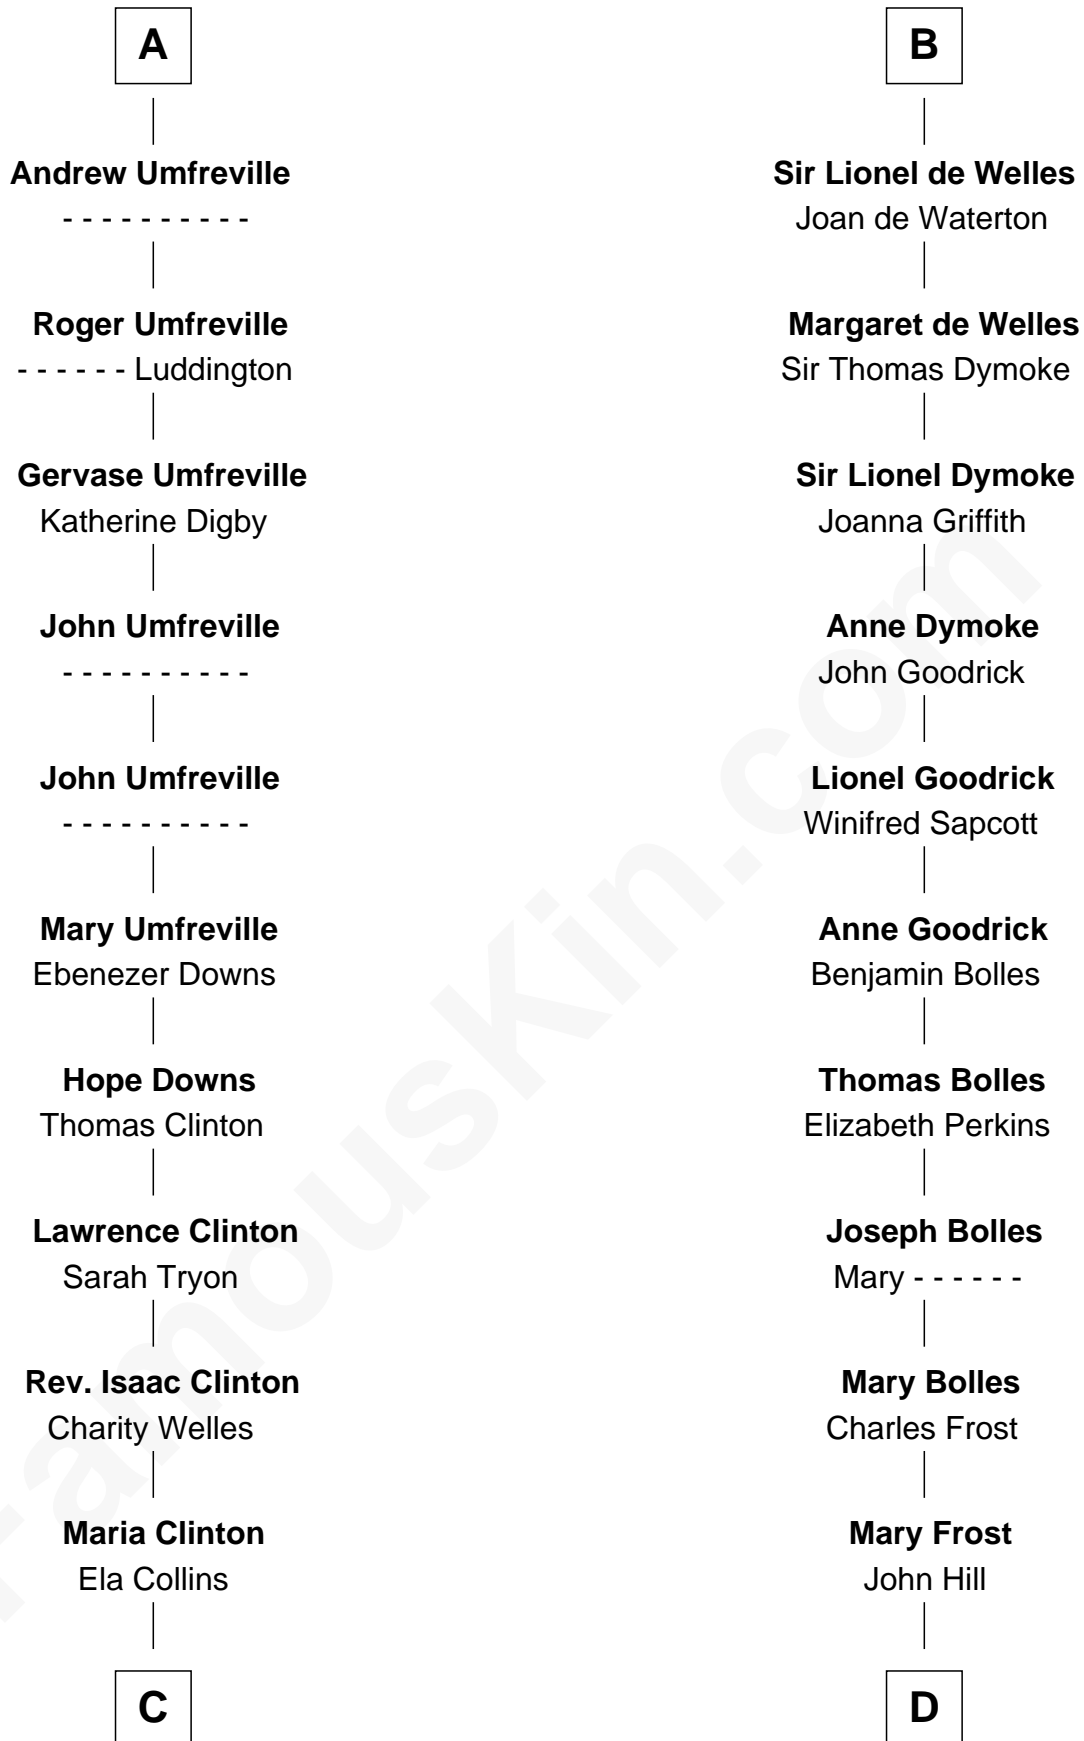 A
Andrew Umfreville
- - - - - - - - - -
Roger Umfreville
- - - - - - Luddington
Gervase Umfreville
Katherine Digby
John Umfreville
- - - - - - - - - -
John Umfreville
- - - - - - - - - -
Mary Umfreville
Ebenezer Downs
Hope Downs
Thomas Clinton
Lawrence Clinton
Sarah Tryon
Rev. Isaac Clinton
Charity Welles
Maria Clinton
Ela Collins
C
B
Sir Lionel de Welles
Joan de Waterton
Margaret de Welles
Sir Thomas Dymoke
Sir Lionel Dymoke
Joanna Griffith
Anne Dymoke
John Goodrick
Lionel Goodrick
Winifred Sapcott
Anne Goodrick
Benjamin Bolles
Thomas Bolles
Elizabeth Perkins
Joseph Bolles
Mary - - - - - -
Mary Bolles
Charles Frost
Mary Frost
John Hill
D
FamousKin.com